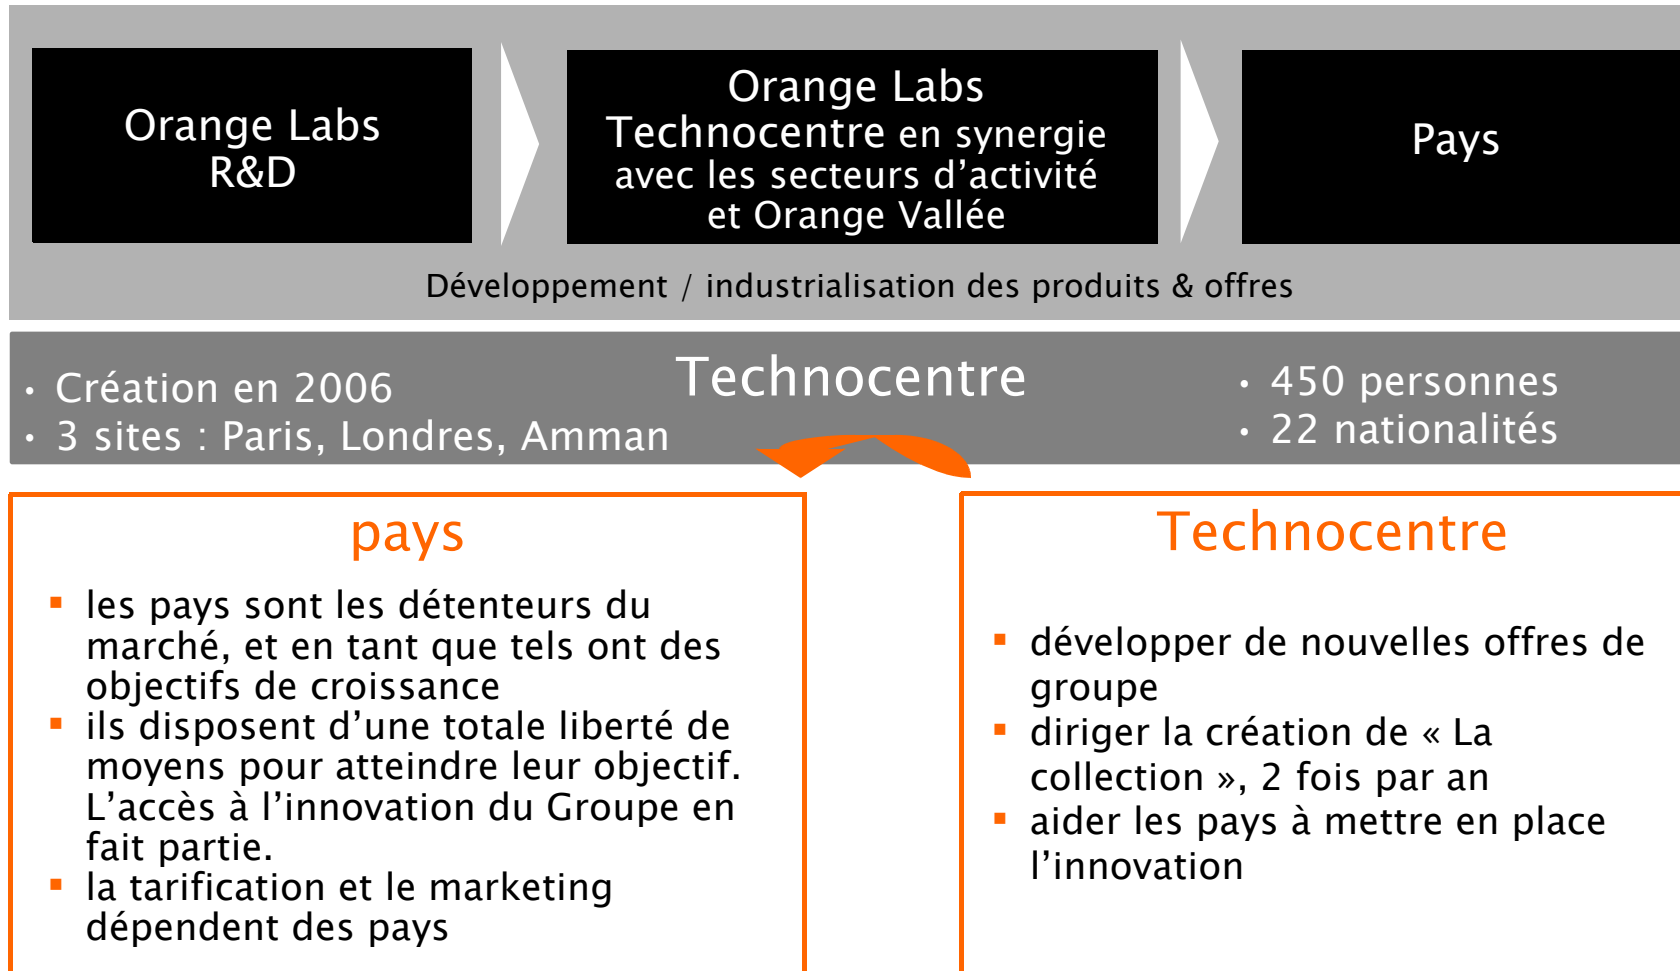 Orange Labs
R&D
Orange Labs
Technocentre en synergie
avec les secteurs d’activité
et Orange Vallée
Pays
Développement / industrialisation des produits & offres
Technocentre
• Création en 2006
• 3 sites : Paris, Londres, Amman
• 450 personnes
• 22 nationalités
pays
▪ les pays sont les détenteurs du
marché, et en tant que tels ont des
objectifs de croissance
▪ ils disposent d’une totale liberté de
moyens pour atteindre leur objectif.
L’accès à l’innovation du Groupe en
fait partie.
▪ la tarification et le marketing
dépendent des pays
Technocentre
▪ développer de nouvelles offres de
groupe
▪ diriger la création de « La
collection », 2 fois par an
▪ aider les pays à mettre en place
l’innovation